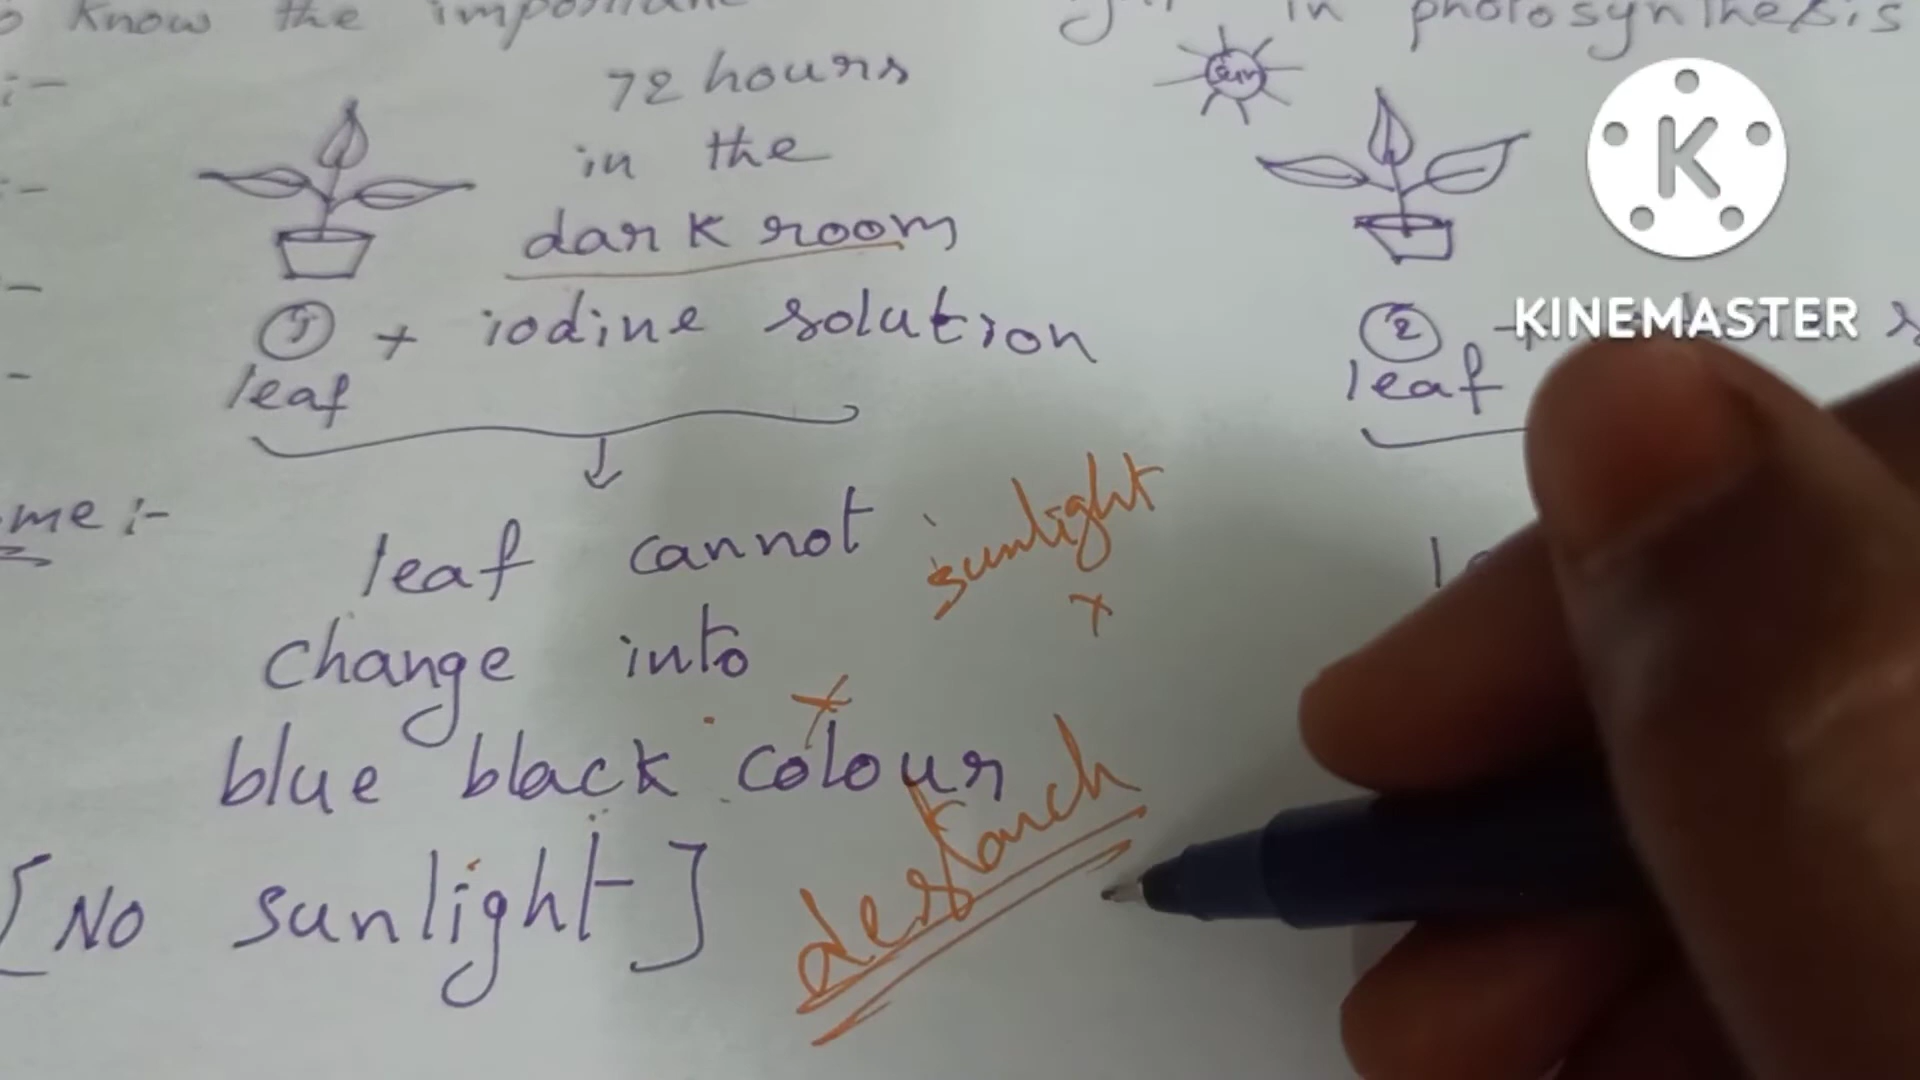 know the in photosynthesis
:-
72 hours
in the
dark room
sun
:-
1 + iodine solution
leaf
2 +
leaf
KINEMASTER
me :-
leaf cannot
change into
blue black colour
[No sunlight]
sunlight
x
x
destarch